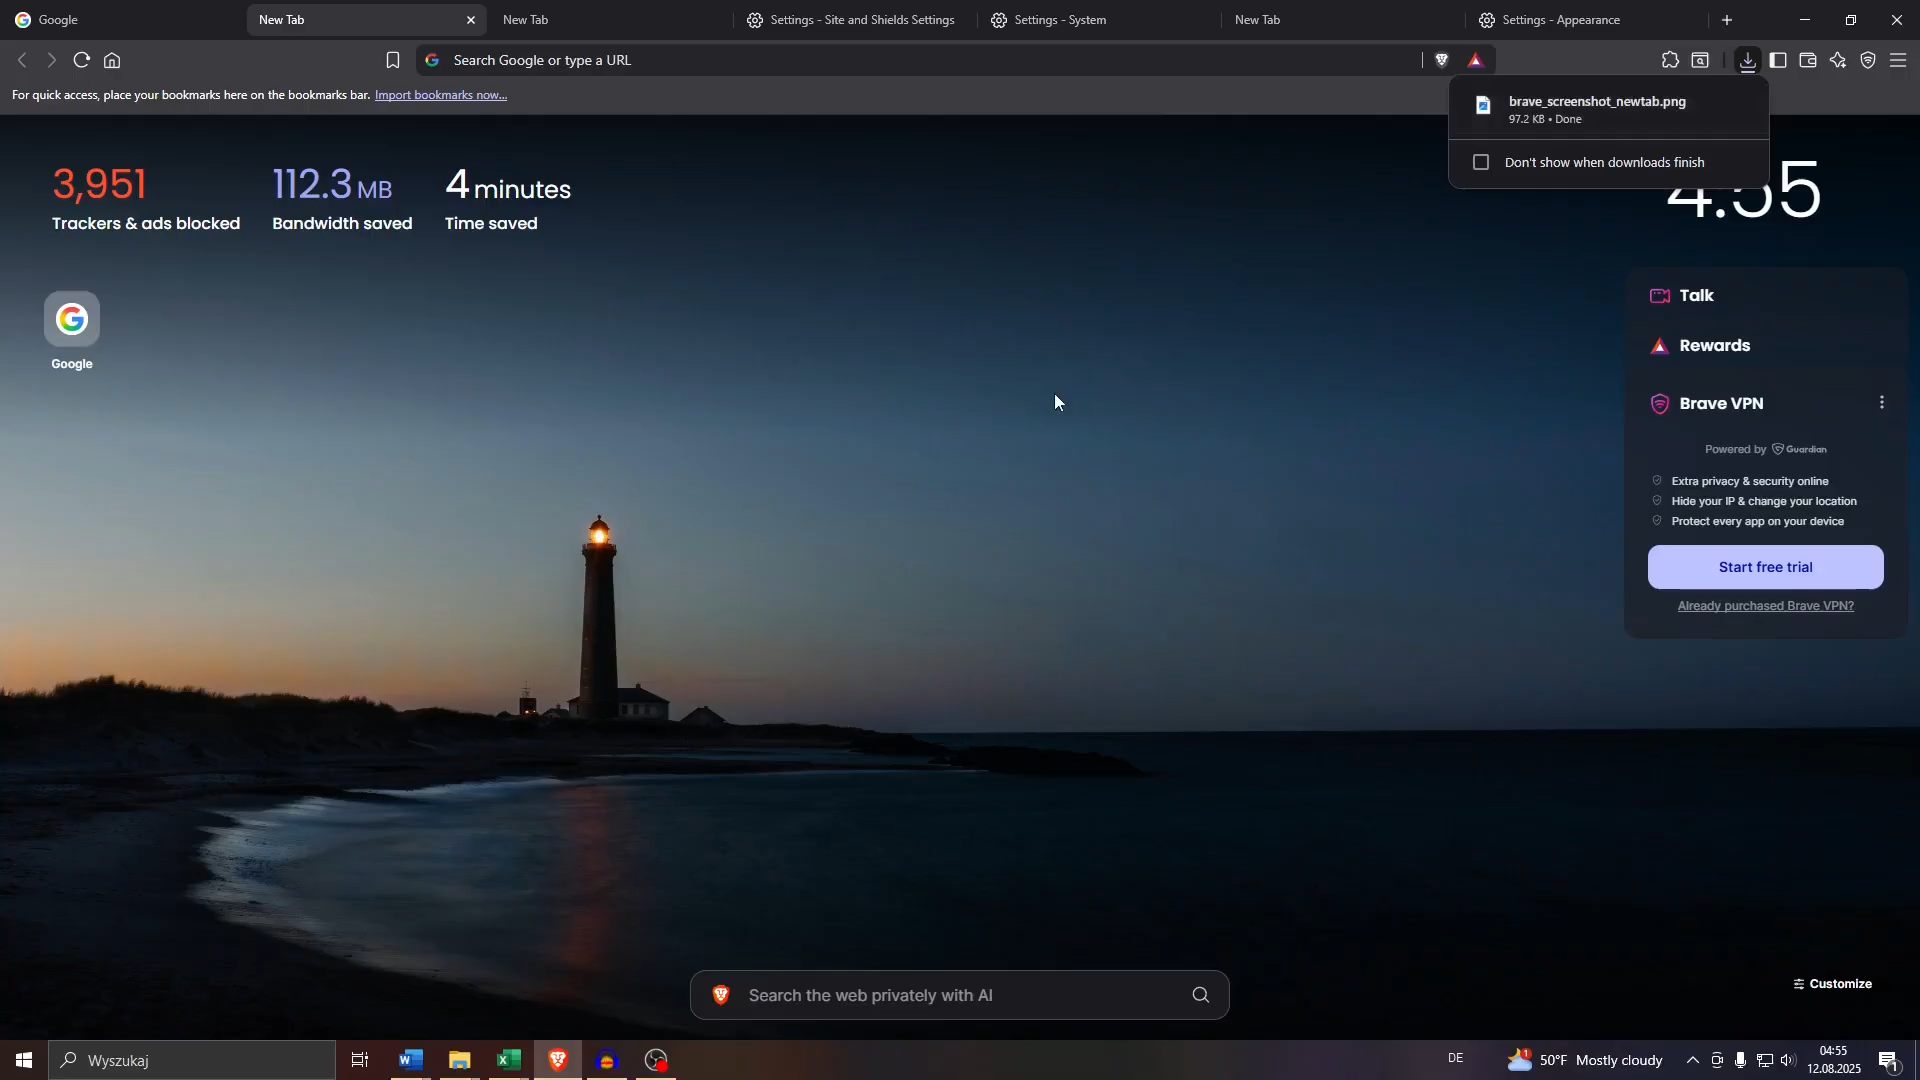 Google
New Tab
New Tab
Settings - Site and Shields Settings
Settings - System
New Tab
Settings - Appearance
Search Google or type a URL
For quick access, place your bookmarks here on the bookmarks bar. Import bookmarks now...
brave_screenshot_newtab.png
97.2 KB • Done
Don't show when downloads finish
3,951
Trackers & ads blocked
112.3 MB
Bandwidth saved
4 minutes
Time saved
4:55
Google
Talk
Rewards
Brave VPN
Powered by Guardian
Extra privacy & security online
Hide your IP & change your location
Protect every app on your device
Start free trial
Already purchased Brave VPN?
Search the web privately with AI
Customize
Wyszukaj
DE
1
50°F Mostly cloudy
04:55
12.08.2025
1